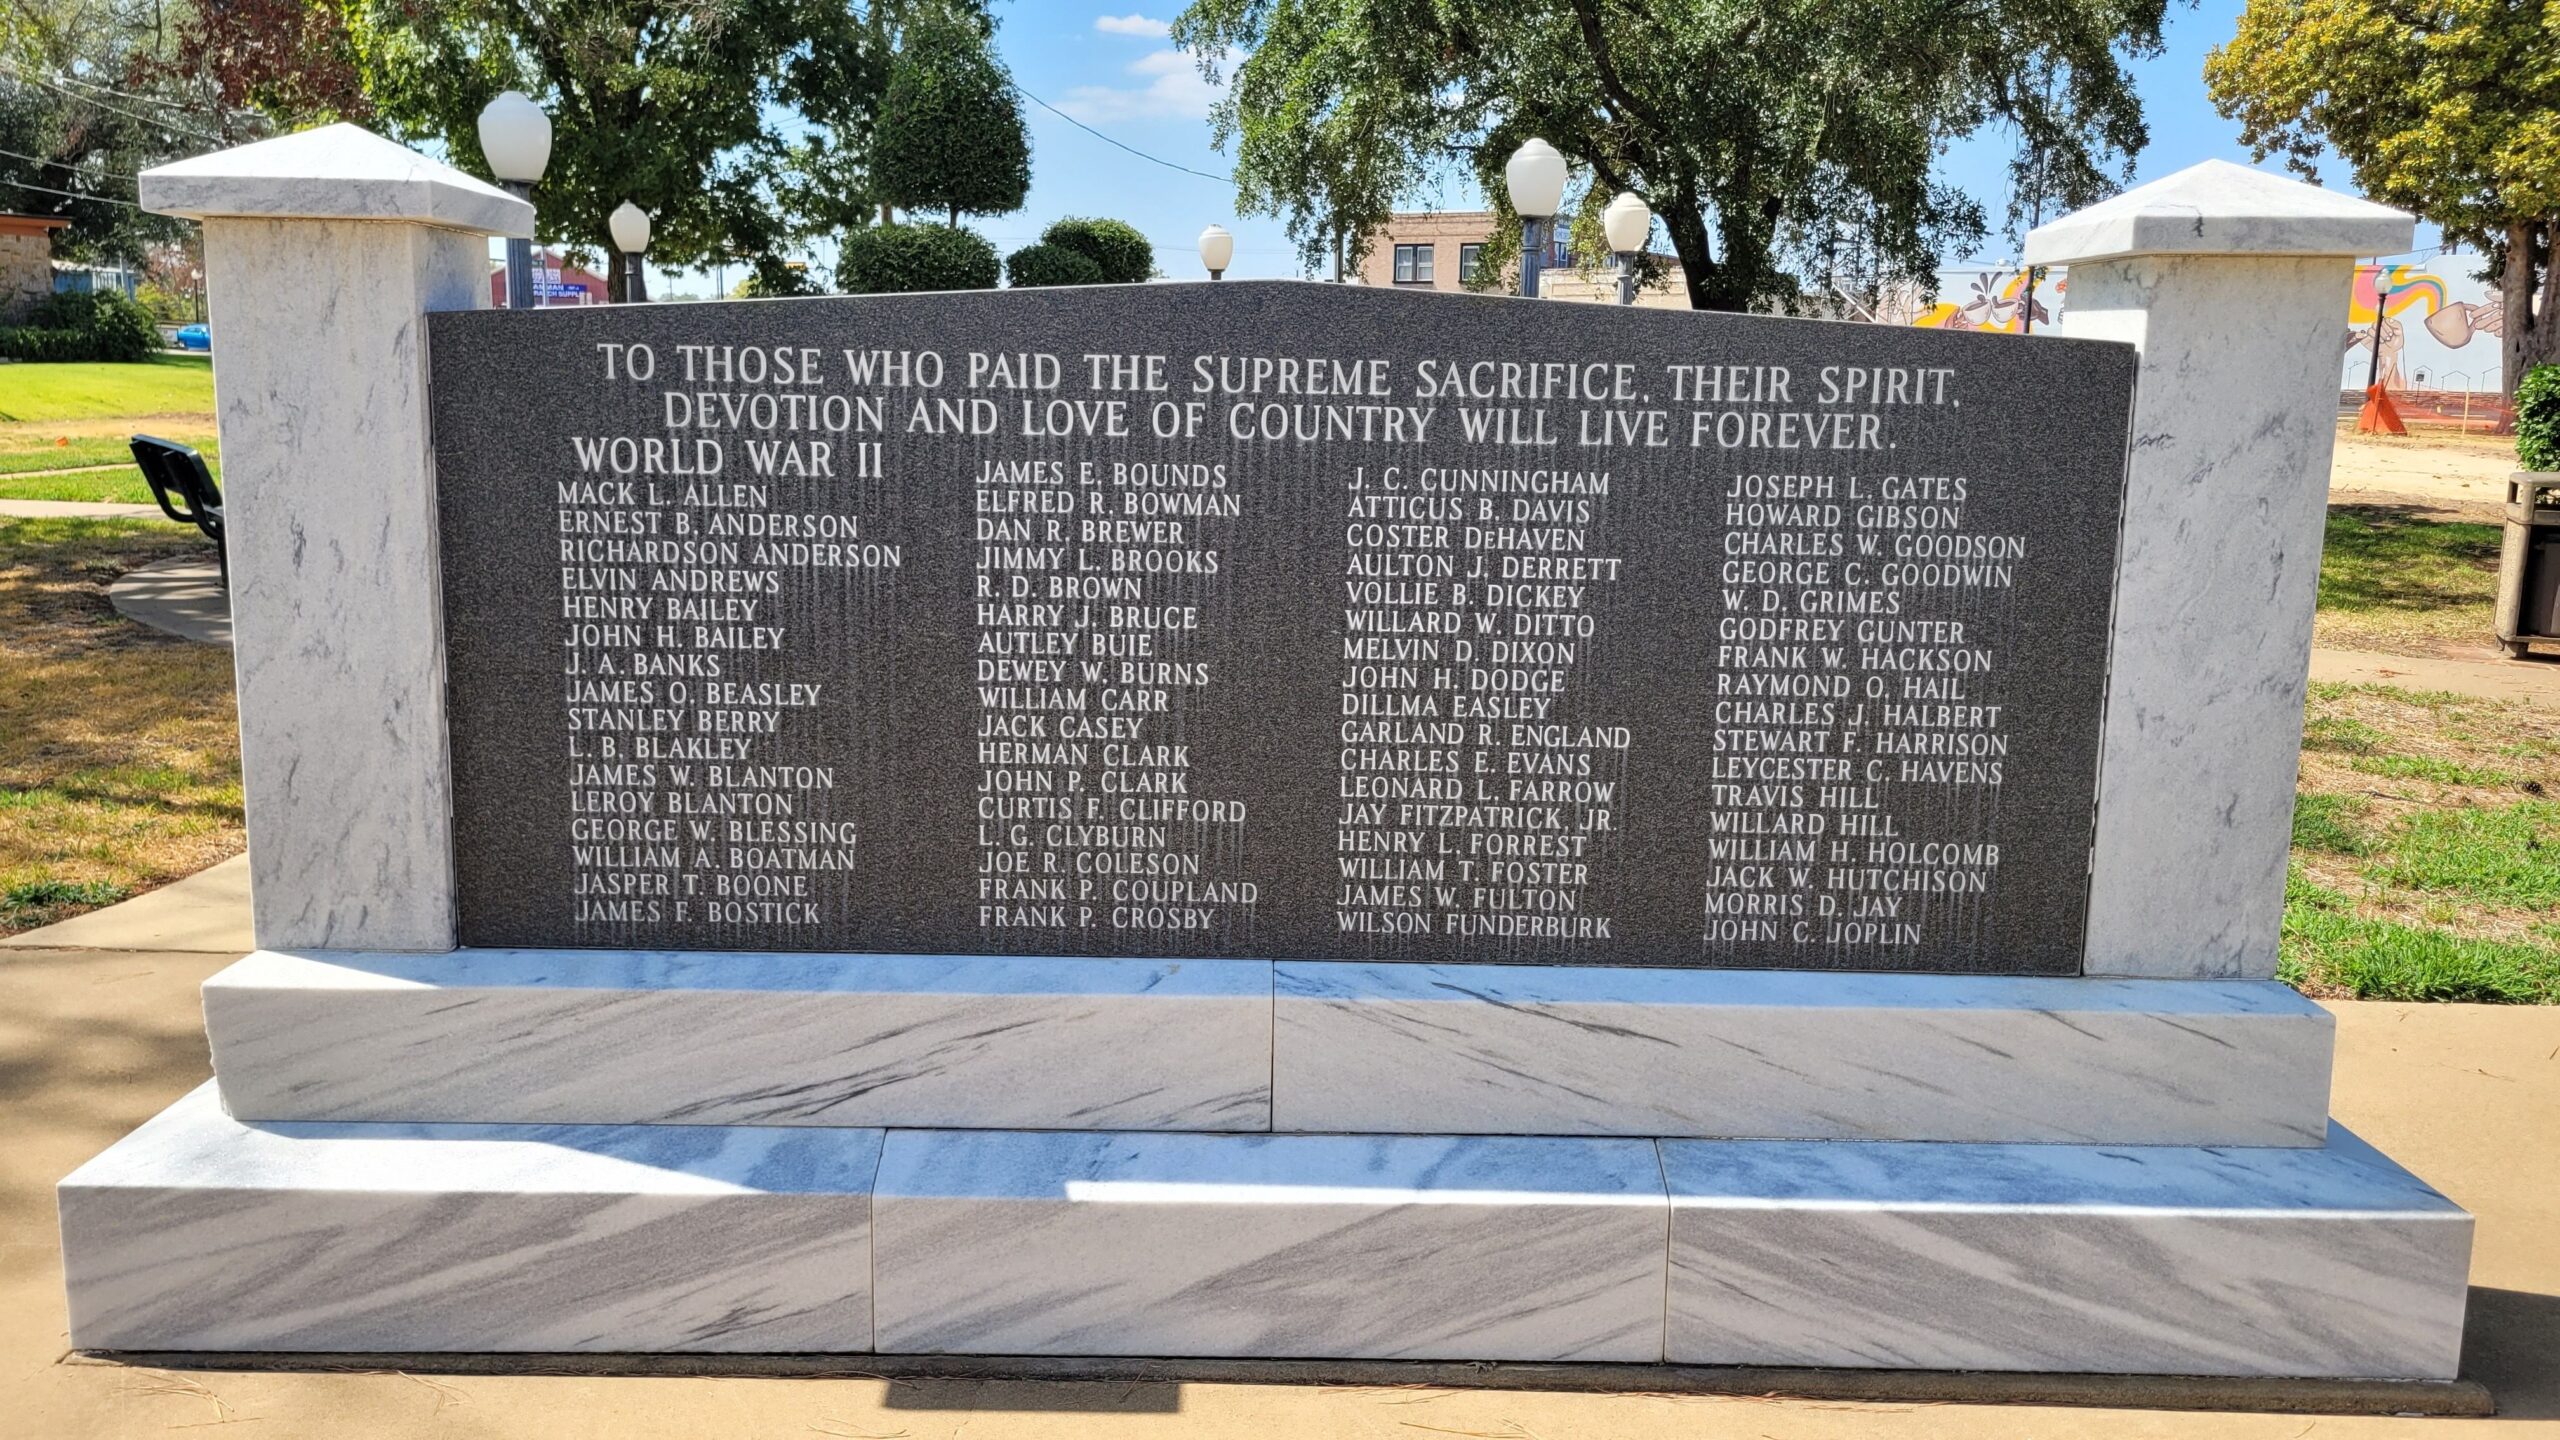 TO THOSE WHO PAID THE SUPREME SACRIFICE, THEIR SPIRIT,
DEVOTION AND LOVE OF COUNTRY WILL LIVE FOREVER.
WORLD WAR II
MACK L. ALLEN
ERNEST B. ANDERSON
RICHARDSON ANDERSON
ELVIN ANDREWS
HENRY BAILEY
JOHN H. BAILEY
J. A. BANKS
JAMES O. BEASLEY
STANLEY BERRY
L. B. BLAKLEY
JAMES W. BLANTON
LEROY BLANTON
GEORGE W. BLESSING
WILLIAM A. BOATMAN
JASPER T. BOONE
JAMES F. BOSTICK
JAMES E. BOUNDS
ELFRED R. BOWMAN
DAN R. BREWER
JIMMY L. BROOKS
R. D. BROWN
HARRY J. BRUCE
AUTLEY BUIE
DEWEY W. BURNS
WILLIAM CARR
JACK CASEY
HERMAN CLARK
JOHN P. CLARK
CURTIS F. CLIFFORD
L. G. CLYBURN
JOE R. COLESON
FRANK P. COUPLAND
FRANK P. CROSBY
J. C. CUNNINGHAM
ATTICUS B. DAVIS
COSTER DeHAVEN
AULTON J. DERRETT
VOLLIE B. DICKEY
WILLARD W. DITTO
MELVIN D. DIXON
JOHN H. DODGE
DILLMA EASLEY
GARLAND R. ENGLAND
CHARLES E. EVANS
LEONARD L. FARROW
JAY FITZPATRICK, JR.
HENRY L. FORREST
WILLIAM T. FOSTER
JAMES W. FULTON
WILSON FUNDERBURK
JOSEPH L. GATES
HOWARD GIBSON
CHARLES W. GOODSON
GEORGE C. GOODWIN
W. D. GRIMES
GODFREY GUNTER
FRANK W. HACKSON
RAYMOND O. HAIL
CHARLES J. HALBERT
STEWART F. HARRISON
LEYCESTER C. HAVENS
TRAVIS HILL
WILLARD HILL
WILLIAM H. HOLCOMB
JACK W. HUTCHISON
MORRIS D. JAY
JOHN C. JOPLIN